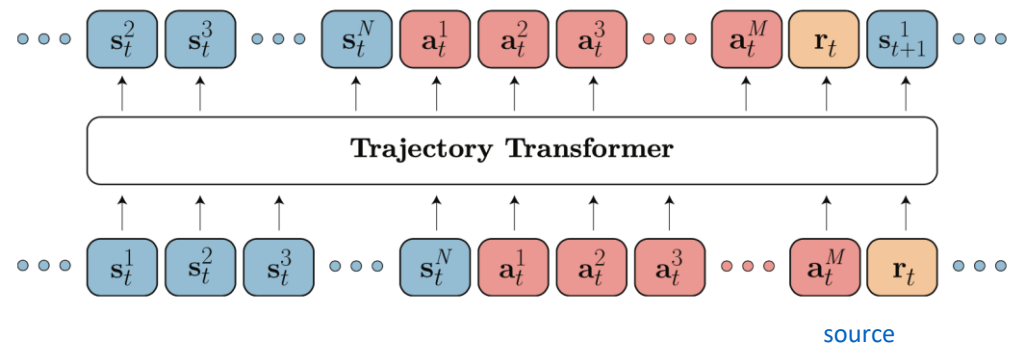 s_t^2 s_t^3 s_t^N a_t^1 a_t^2 a_t^3 a_t^M r_t s_{t+1}^1
Trajectory Transformer
s_t^1 s_t^2 s_t^3 s_t^N a_t^1 a_t^2 a_t^3 a_t^M r_t
source